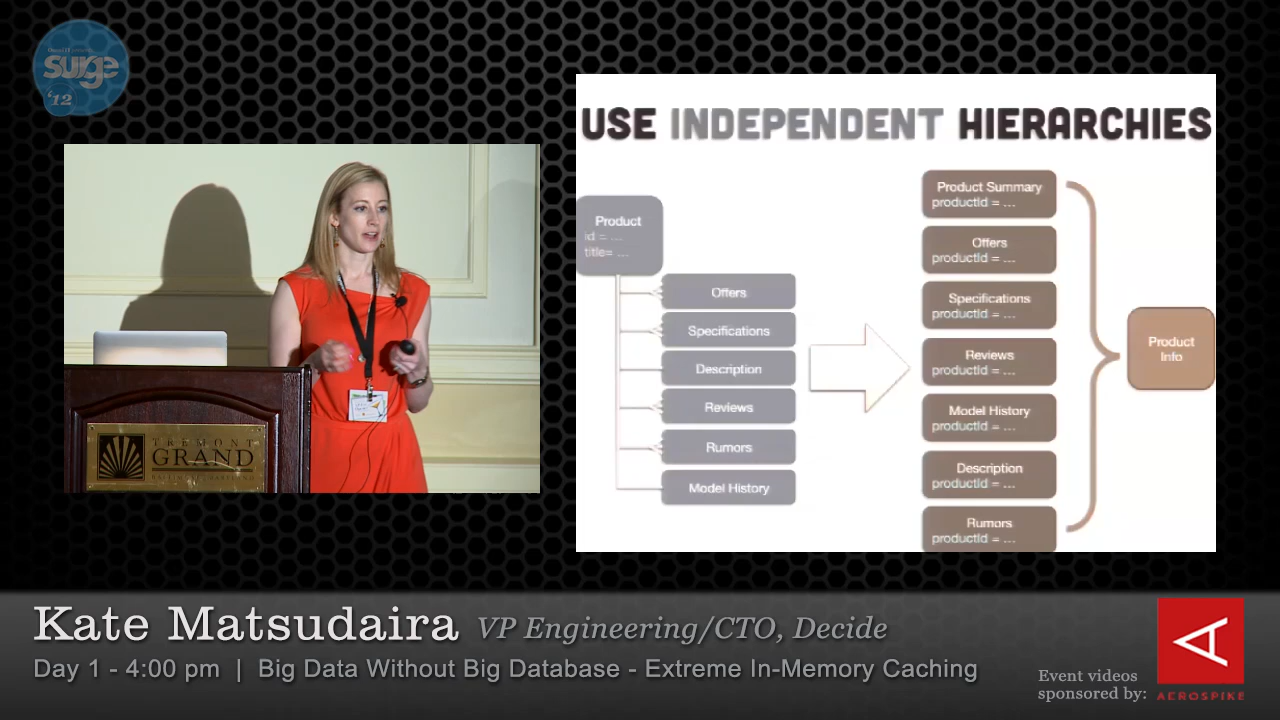 OmniTI presents
surge
'12
USE INDEPENDENT HIERARCHIES
Product
id = ...
title= ...
Offers
Specifications
Description
Reviews
Rumors
Model History
Product Summary
productId = ...
Offers
productId = ...
Specifications
productId = ...
Reviews
productId = ...
Model History
productId = ...
Description
productId = ...
Rumors
productId = ...
Product
Info
TREMONT
GRAND
Kate Matsudaira VP Engineering/CTO, Decide
Day 1 - 4:00 pm | Big Data Without Big Database - Extreme In-Memory Caching
Event videos
sponsored by:
AEROSPIKE